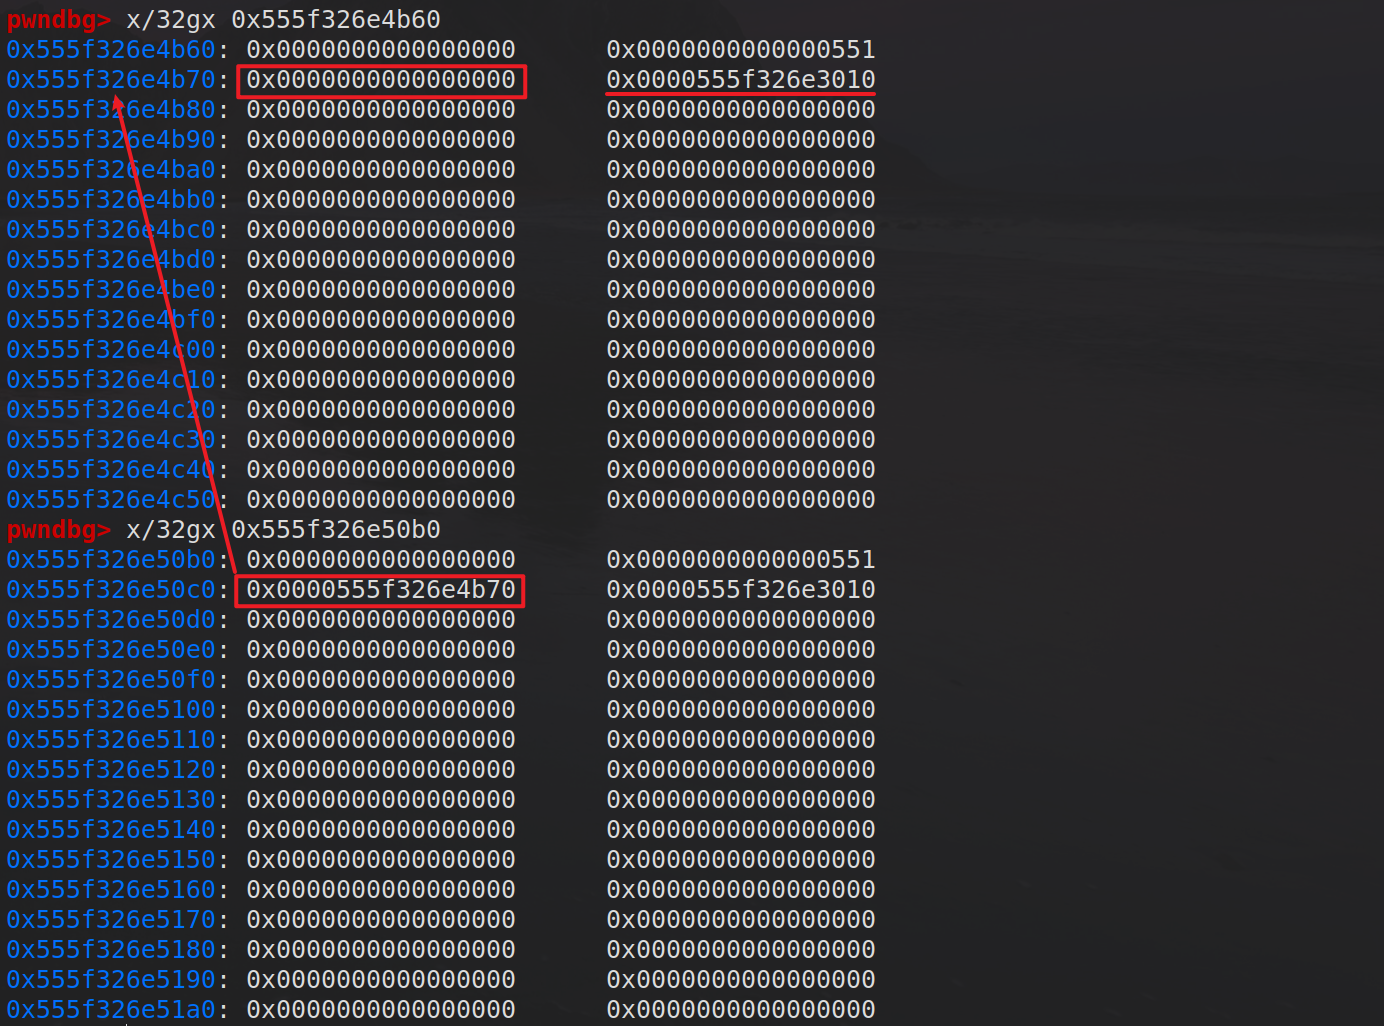 pwndbg> x/32gx 0x555f326e4b60
0x555f326e4b60: 0x0000000000000000 0x0000000000000551
0x555f326e4b70: 0x0000000000000000 0x0000555f326e3010
0x555f326e4b80: 0x0000000000000000 0x0000000000000000
0x555f326e4b90: 0x0000000000000000 0x0000000000000000
0x555f326e4ba0: 0x0000000000000000 0x0000000000000000
0x555f326e4bb0: 0x0000000000000000 0x0000000000000000
0x555f326e4bc0: 0x0000000000000000 0x0000000000000000
0x555f326e4bd0: 0x0000000000000000 0x0000000000000000
0x555f326e4be0: 0x0000000000000000 0x0000000000000000
0x555f326e4bf0: 0x0000000000000000 0x0000000000000000
0x555f326e4c00: 0x0000000000000000 0x0000000000000000
0x555f326e4c10: 0x0000000000000000 0x0000000000000000
0x555f326e4c20: 0x0000000000000000 0x0000000000000000
0x555f326e4c30: 0x0000000000000000 0x0000000000000000
0x555f326e4c40: 0x0000000000000000 0x0000000000000000
0x555f326e4c50: 0x0000000000000000 0x0000000000000000
pwndbg> x/32gx 0x555f326e50b0
0x555f326e50b0: 0x0000000000000000 0x0000000000000551
0x555f326e50c0: 0x0000555f326e4b70 0x0000555f326e3010
0x555f326e50d0: 0x0000000000000000 0x0000000000000000
0x555f326e50e0: 0x0000000000000000 0x0000000000000000
0x555f326e50f0: 0x0000000000000000 0x0000000000000000
0x555f326e5100: 0x0000000000000000 0x0000000000000000
0x555f326e5110: 0x0000000000000000 0x0000000000000000
0x555f326e5120: 0x0000000000000000 0x0000000000000000
0x555f326e5130: 0x0000000000000000 0x0000000000000000
0x555f326e5140: 0x0000000000000000 0x0000000000000000
0x555f326e5150: 0x0000000000000000 0x0000000000000000
0x555f326e5160: 0x0000000000000000 0x0000000000000000
0x555f326e5170: 0x0000000000000000 0x0000000000000000
0x555f326e5180: 0x0000000000000000 0x0000000000000000
0x555f326e5190: 0x0000000000000000 0x0000000000000000
0x555f326e51a0: 0x0000000000000000 0x0000000000000000